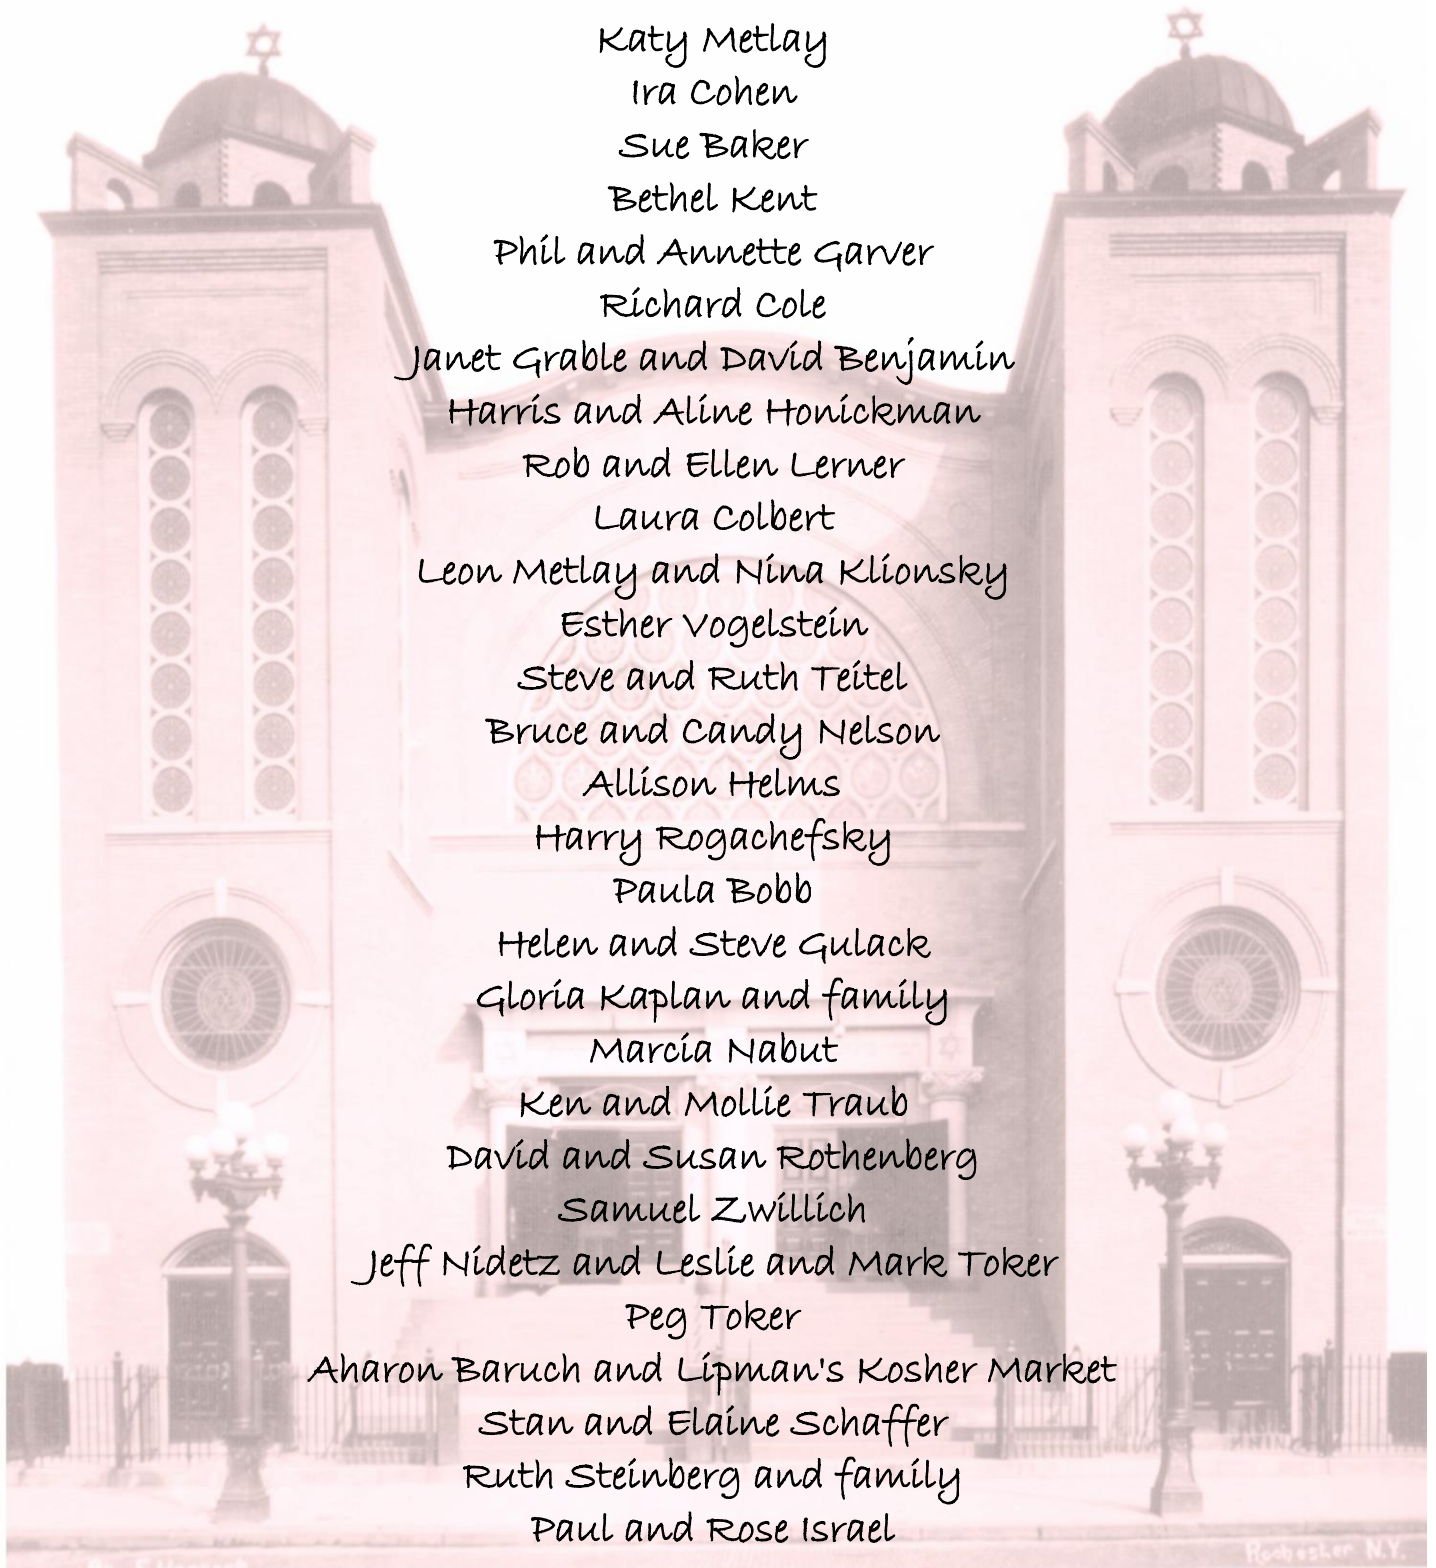 Katy Metlay
Ira Cohen
Sue Baker
Bethel Kent
Phil and Annette Garver
Richard Cole
Janet Grable and David Benjamin
Harris and Aline Honickman
Rob and Ellen Lerner
Laura Colbert
Leon Metlay and Nina Klionsky
Esther Vogelstein
Steve and Ruth Teitel
Bruce and Candy Nelson
Allison Helms
Harry Rogachefsky
Paula Bobb
Helen and Steve Gulack
Gloria Kaplan and family
Marcia Nabut
Ken and Mollie Traub
David and Susan Rothenberg
Samuel Zwillich
Jeff Nidetz and Leslie and Mark Toker
Peg Toker
Aharon Baruch and Lipman's Kosher Market
Stan and Elaine Schaffer
Ruth Steinberg and family
Paul and Rose Israel
Rochester N.Y.